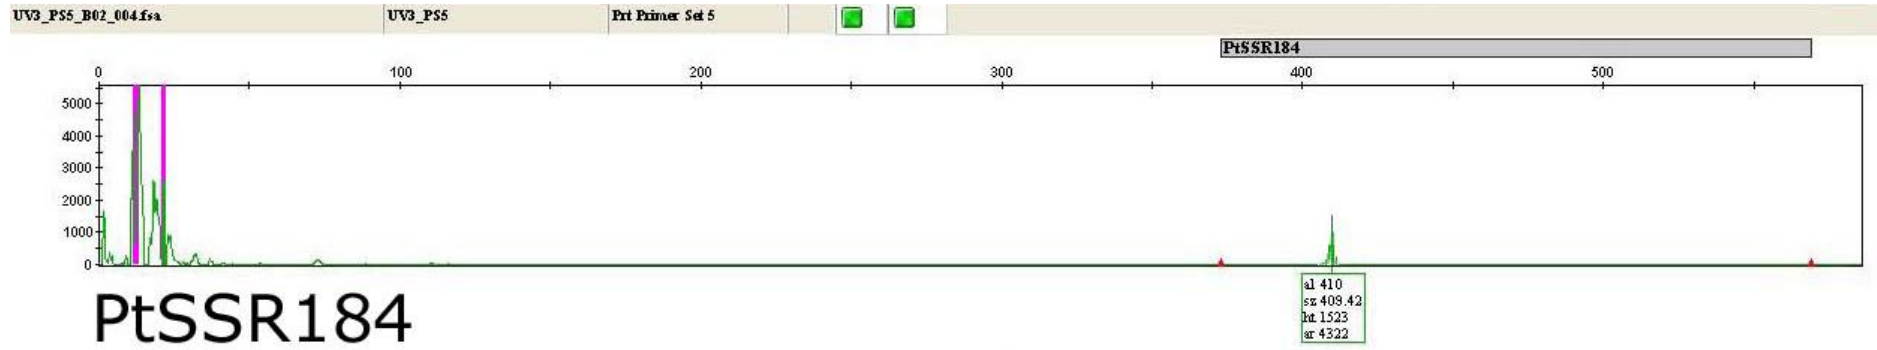 UV3_PS5_B02_004.fsa UV3_PS5 Prt Primer Set 5
PtSSR184
0 100 200 300 400 500
5000
4000
3000
2000
1000
0
al 410
sz 409.42
ht 1523
ar 4322
PtSSR184